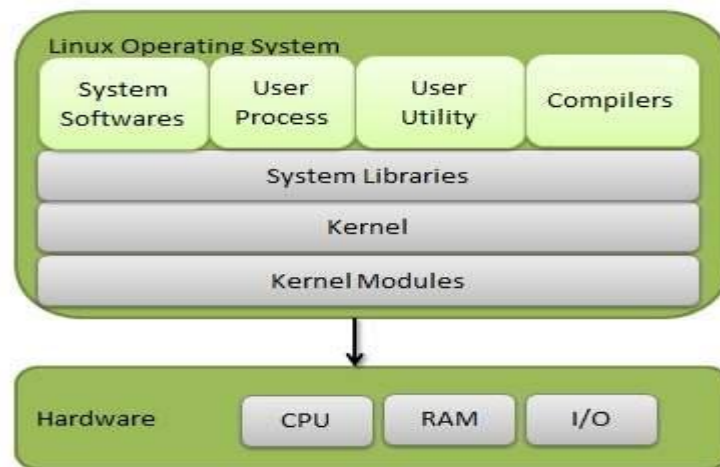 Linux Operating System
System
Softwares
User
Process
User
Utility
Compilers
System Libraries
Kernel
Kernel Modules
Hardware
CPU
RAM
I/O